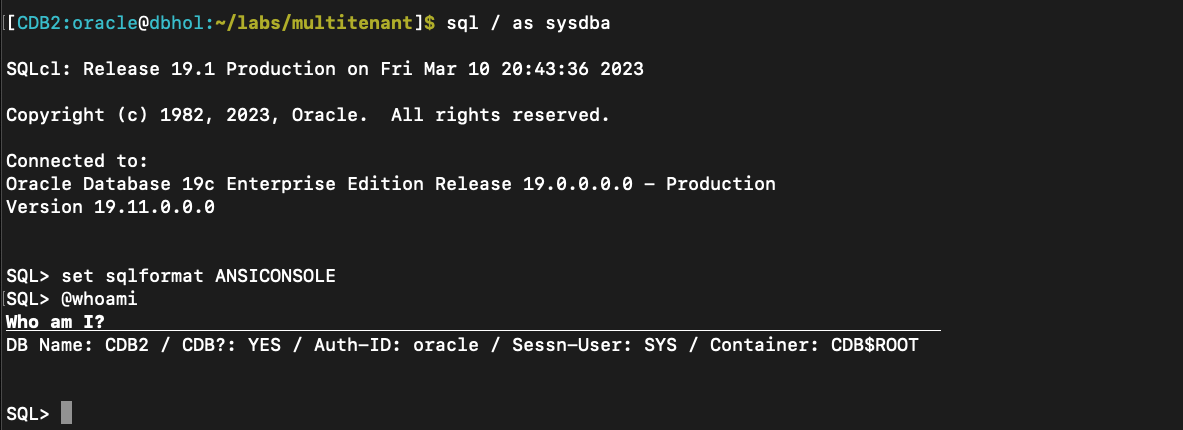 [[CDB2:oracle@dbhol:~/labs/multitenant]$ sql / as sysdba
SQLcl: Release 19.1 Production on Fri Mar 10 20:43:36 2023
Copyright (c) 1982, 2023, Oracle.  All rights reserved.
Connected to:
Oracle Database 19c Enterprise Edition Release 19.0.0.0.0 – Production
Version 19.11.0.0.0
SQL> set sqlformat ANSICONSOLE
[SQL> @whoami
Who am I?
DB Name: CDB2 / CDB?: YES / Auth-ID: oracle / Sessn-User: SYS / Container: CDB$ROOT
SQL>